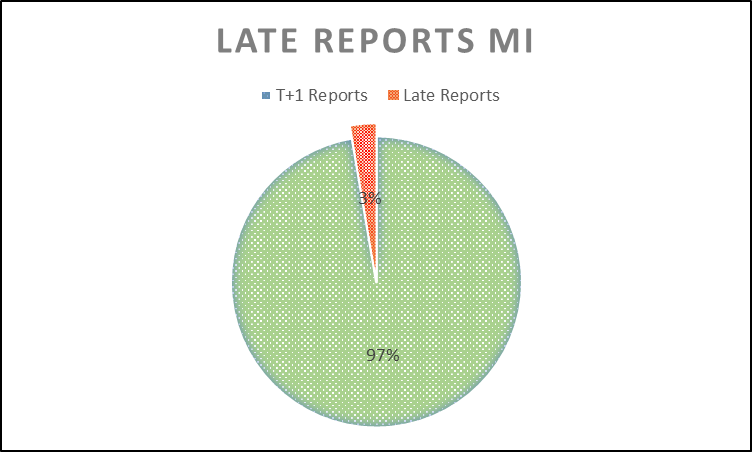 LATE REPORTS MI
T+1 Reports Late Reports
3%
97%